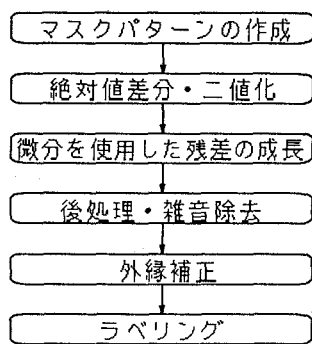 マスクパターンの作成
絶対値差分・二値化
微分を使用した残差の成長
後処理・雑音除去
外縁補正
ラベリング